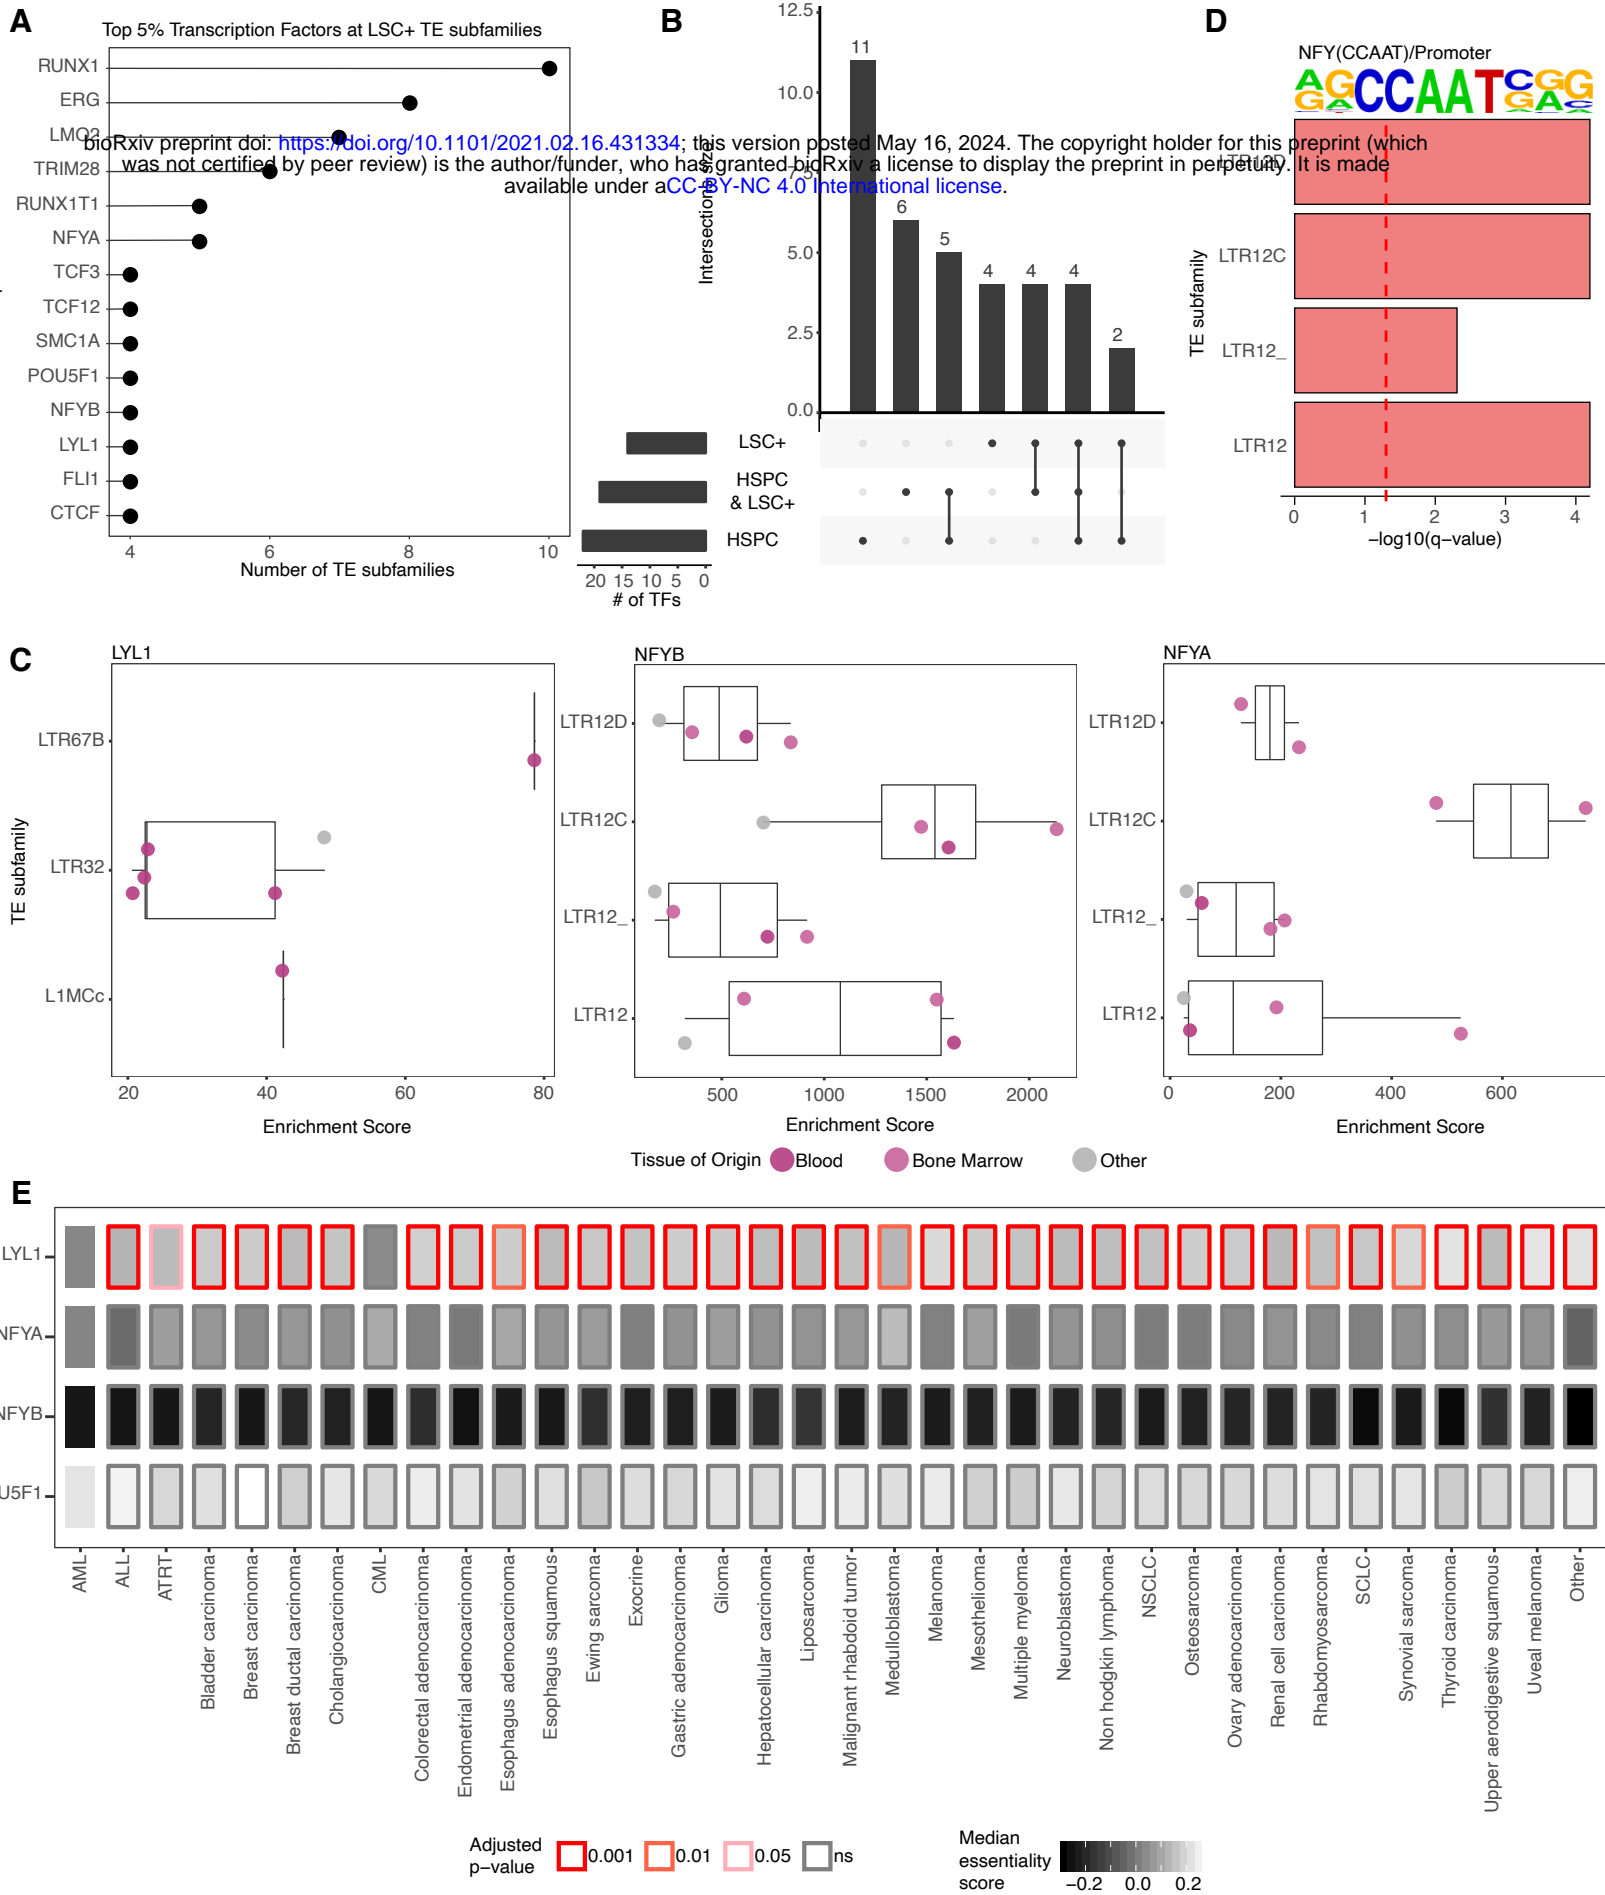 A
Top 5% Transcription Factors at LSC+ TE subfamilies
RUNX1
ERG
LMO2
TRIM28
RUNX1T1
NFYA
TCF3
TCF12
SMC1A
POU5F1
NFYB
LYL1
FLI1
CTCF
4 6 8 10
Number of TE subfamilies
bioRxiv preprint doi: https://doi.org/10.1101/2021.02.16.431334; this version posted May 16, 2024. The copyright holder for this preprint (which
was not certified by peer review) is the author/funder, who has granted bioRxiv a license to display the preprint in perpetuity. It is made
available under aCC-BY-NC 4.0 International license.
B
Intersection size
12.5
10.0
7.5
5.0
2.5
0.0
11
6
5
4
4
4
2
LSC+
HSPC
& LSC+
HSPC
20 15 10 5 0
# of TFs
D
NFY(CCAAT)/Promoter
TE subfamily
LTR12D
LTR12C
LTR12_
LTR12
0 1 2 3 4
−log10(q−value)
C
TE subfamily
LYL1
LTR67B
LTR32
L1MCc
20 40 60 80
Enrichment Score
NFYB
LTR12D
LTR12C
LTR12_
LTR12
500 1000 1500 2000
Enrichment Score
NFYA
LTR12D
LTR12C
LTR12_
LTR12
0 200 400 600
Enrichment Score
Tissue of Origin Blood Bone Marrow Other
E
LYL1
NFYA
NFYB
U5F1
AML
ALL
ATRT
Bladder carcinoma
Breast carcinoma
Breast ductal carcinoma
Cholangiocarcinoma
CML
Colorectal adenocarcinoma
Endometrial adenocarcinoma
Esophagus adenocarcinoma
Esophagus squamous
Ewing sarcoma
Exocrine
Gastric adenocarcinoma
Glioma
Hepatocellular carcinoma
Liposarcoma
Malignant rhabdoid tumor
Medulloblastoma
Melanoma
Mesothelioma
Multiple myeloma
Neuroblastoma
Non hodgkin lymphoma
NSCLC
Osteosarcoma
Ovary adenocarcinoma
Renal cell carcinoma
Rhabdomyosarcoma
SCLC
Synovial sarcoma
Thyroid carcinoma
Upper aerodigestive squamous
Uveal melanoma
Other
Adjusted
p−value
0.001 0.01 0.05 ns
Median
essentiality
score
−0.2 0.0 0.2